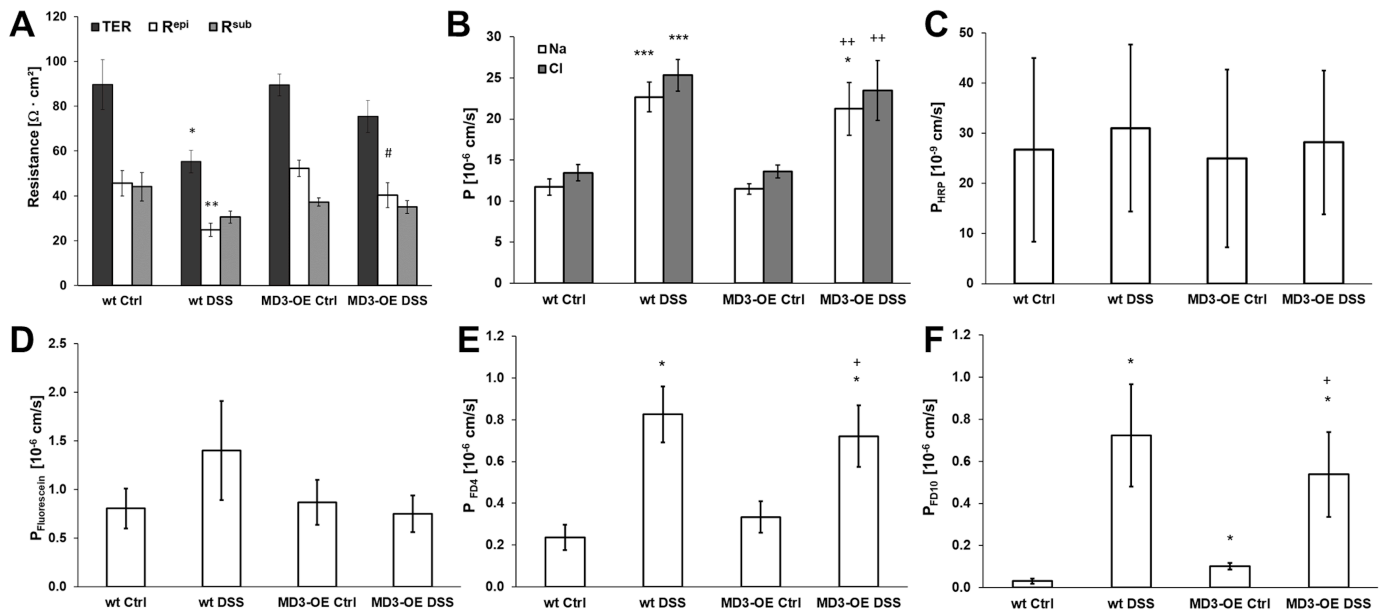 A
TER Rᵉᵖⁱ Rˢᵘᵇ
Resistance [Ω · cm²]
120
100
80
60
40
20
0
*
**
#
wt Ctrl wt DSS MD3-OE Ctrl MD3-OE DSS
B
Na
Cl
P [10⁻⁶ cm/s]
30
25
20
15
10
5
0
*** ***
++ ++
*
wt Ctrl wt DSS MD3-OE Ctrl MD3-OE DSS
C
P_HRP [10⁻⁹ cm/s]
50
40
30
20
10
0
wt Ctrl wt DSS MD3-OE Ctrl MD3-OE DSS
D
P_Fluorescein [10⁻⁶ cm/s]
2.5
2.0
1.5
1.0
0.5
0.0
wt Ctrl wt DSS MD3-OE Ctrl MD3-OE DSS
E
P_FD4 [10⁻⁶ cm/s]
1.2
1.0
0.8
0.6
0.4
0.2
0.0
*
+
*
wt Ctrl wt DSS MD3-OE Ctrl MD3-OE DSS
F
P_FD10 [10⁻⁶ cm/s]
1.2
1.0
0.8
0.6
0.4
0.2
0.0
*
*
+
*
wt Ctrl wt DSS MD3-OE Ctrl MD3-OE DSS